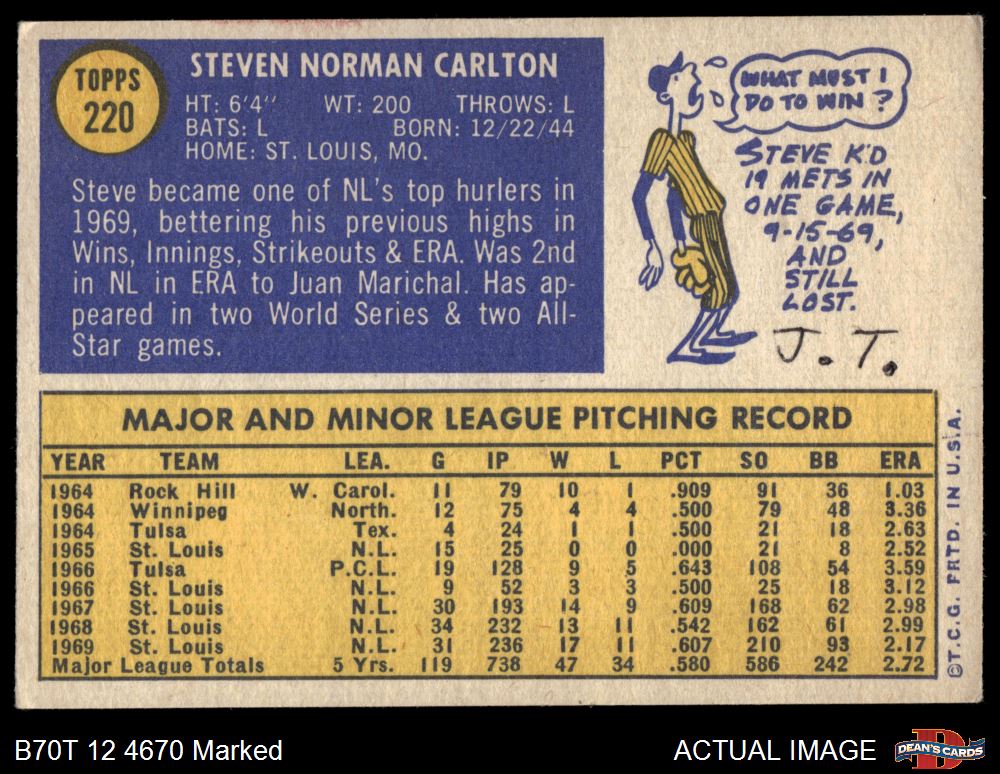 TOPPS
220
STEVEN NORMAN CARLTON
HT: 6'4" WT: 200 THROWS: L
BATS: L BORN: 12/22/44
HOME: ST. LOUIS, MO.
Steve became one of NL's top hurlers in
1969, bettering his previous highs in
Wins, Innings, Strikeouts & ERA. Was 2nd
in NL in ERA to Juan Marichal. Has ap-
peared in two World Series & two All-
Star games.
WHAT MUST I
DO TO WIN?
STEVE K'D
19 METS IN
ONE GAME,
9-15-69,
AND
STILL
LOST.
J. T.
MAJOR AND MINOR LEAGUE PITCHING RECORD
YEAR TEAM LEA. G IP W L PCT SO BB ERA
1964 Rock Hill W. Carol. 11 79 10 1 .909 91 36 1.03
1964 Winnipeg North. 12 75 4 4 .500 79 48 3.36
1964 Tulsa Tex. 4 24 1 1 .500 21 18 2.63
1965 St. Louis N.L. 15 25 0 0 .000 21 8 2.52
1966 Tulsa P.C.L. 19 128 9 5 .643 108 54 3.59
1966 St. Louis N.L. 9 52 3 3 .500 25 18 3.12
1967 St. Louis N.L. 30 193 14 9 .609 168 62 2.98
1968 St. Louis N.L. 34 232 13 11 .542 162 61 2.99
1969 St. Louis N.L. 31 236 17 11 .607 210 93 2.17
Major League Totals 5 Yrs. 119 738 47 34 .580 586 242 2.72
©T.C.G. PRTD. IN U.S.A.
B70T 12 4670 Marked
ACTUAL IMAGE
D
DEAN'S CARDS